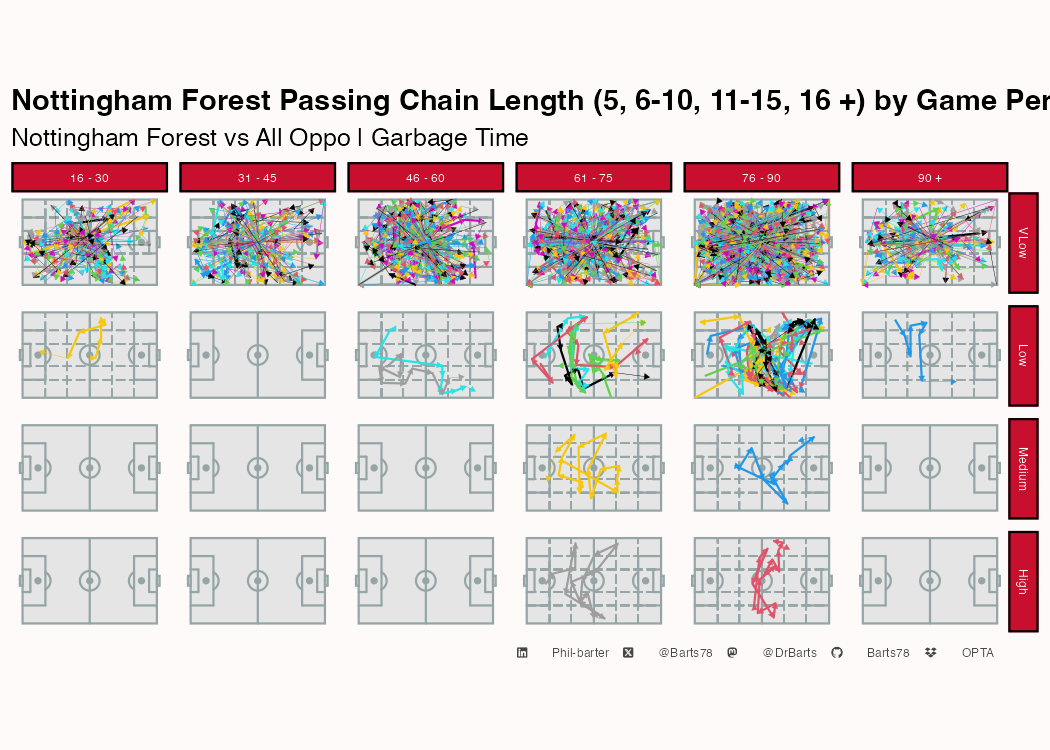 Nottingham Forest Passing Chain Length (5, 6-10, 11-15, 16 +) by Game Per
Nottingham Forest vs All Oppo | Garbage Time
16 - 30 31 - 45 46 - 60 61 - 75 76 - 90 90 +
VLow
Low
Medium
High
Phil-barter @Barts78 @DrBarts Barts78 OPTA